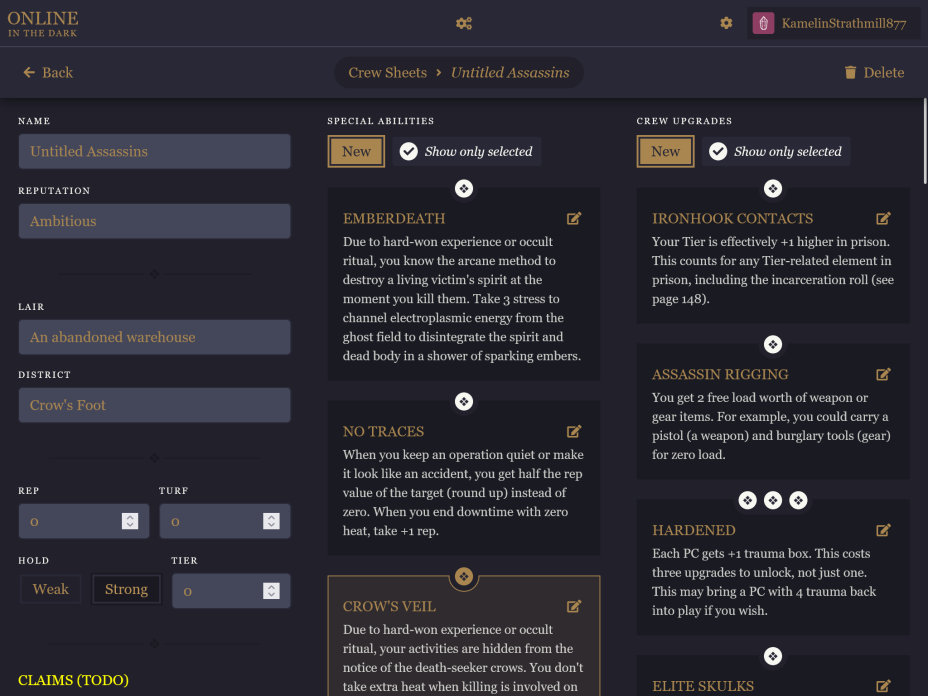 ONLINE
IN THE DARK
KamelinStrathmill877
Back
Crew Sheets › Untitled Assassins
Delete
NAME
Untitled Assassins
REPUTATION
Ambitious
LAIR
An abandoned warehouse
DISTRICT
Crow's Foot
REP
TURF
0
0
HOLD
TIER
Weak
Strong
0
CLAIMS (TODO)
SPECIAL ABILITIES
New
Show only selected
EMBERDEATH
Due to hard-won experience or occult
ritual, you know the arcane method to
destroy a living victim's spirit at the
moment you kill them. Take 3 stress to
channel electroplasmic energy from the
ghost field to disintegrate the spirit and
dead body in a shower of sparking embers.
NO TRACES
When you keep an operation quiet or make
it look like an accident, you get half the rep
value of the target (round up) instead of
zero. When you end downtime with zero
heat, take +1 rep.
CROW'S VEIL
Due to hard-won experience or occult
ritual, your activities are hidden from the
notice of the death-seeker crows. You don't
take extra heat when killing is involved on
CREW UPGRADES
New
Show only selected
IRONHOOK CONTACTS
Your Tier is effectively +1 higher in prison.
This counts for any Tier-related element in
prison, including the incarceration roll (see
page 148).
ASSASSIN RIGGING
You get 2 free load worth of weapon or
gear items. For example, you could carry a
pistol (a weapon) and burglary tools (gear)
for zero load.
HARDENED
Each PC gets +1 trauma box. This costs
three upgrades to unlock, not just one.
This may bring a PC with 4 trauma back
into play if you wish.
ELITE SKULKS